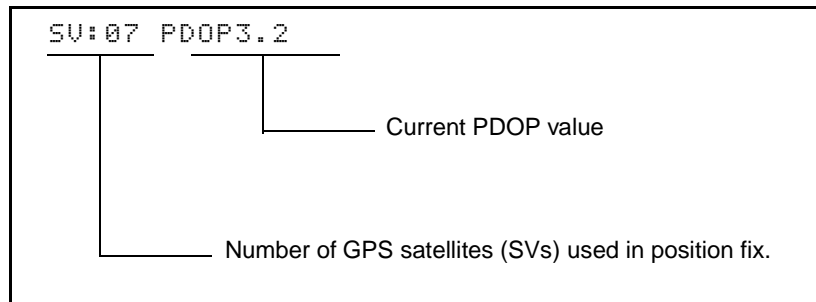 SV:07 PDOP3.2
Current PDOP value
Number of GPS satellites (SVs) used in position fix.